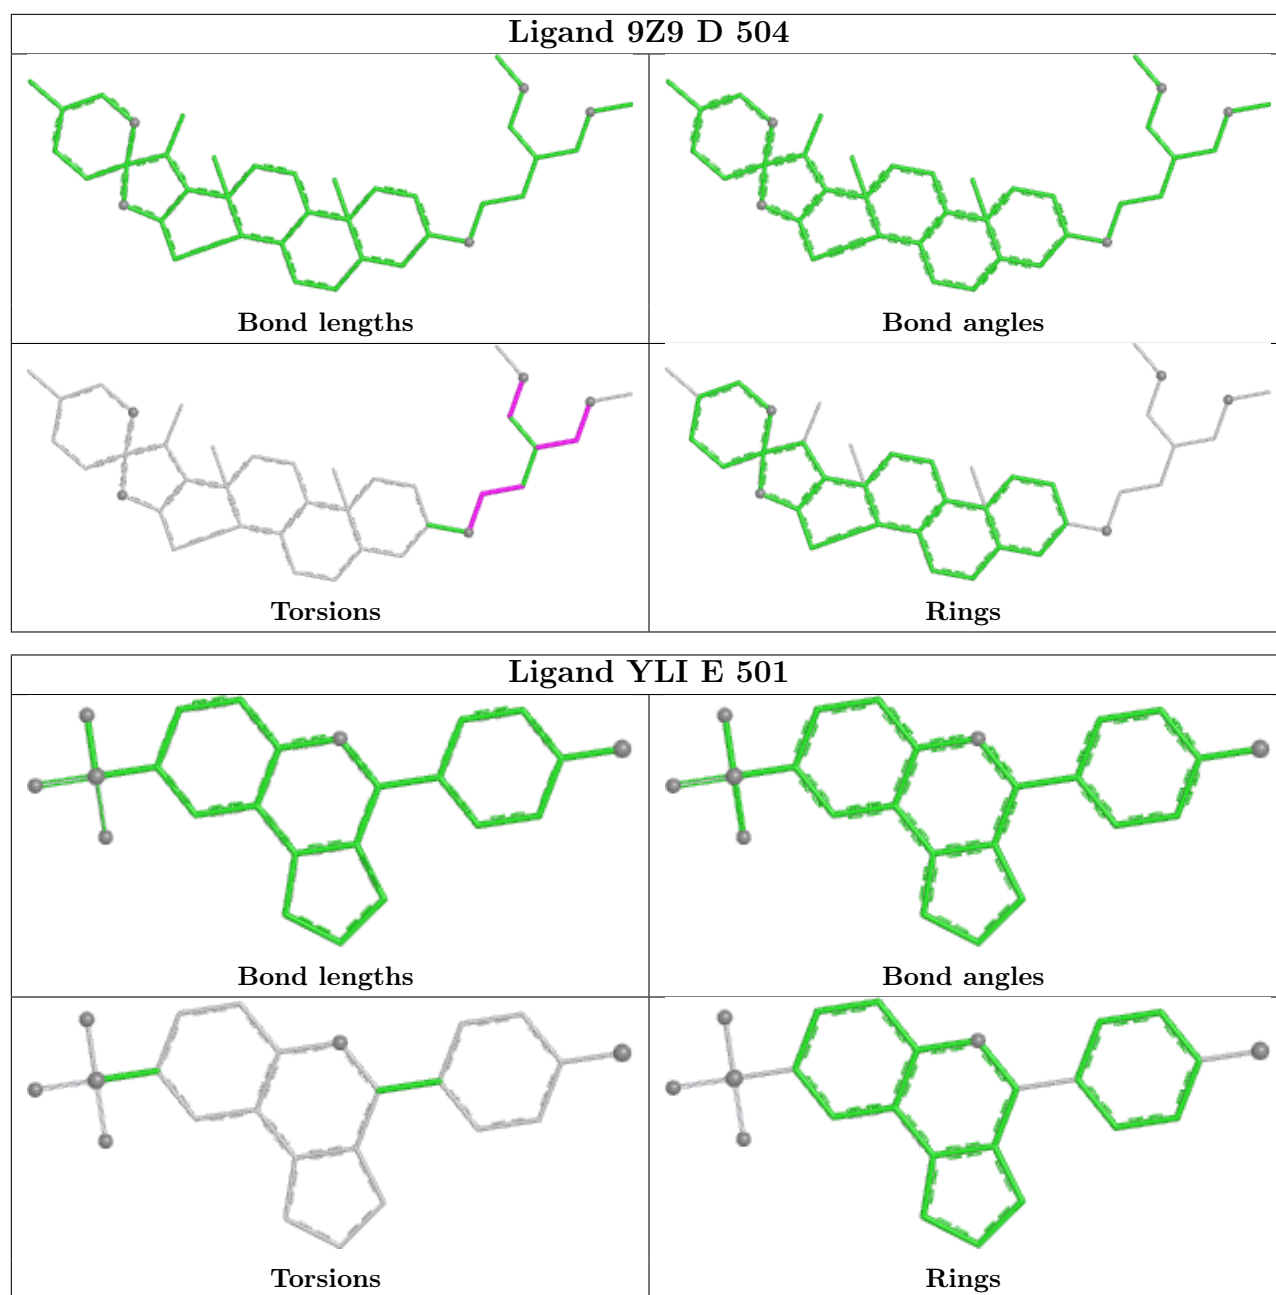 Ligand 9Z9 D 504
Bond lengths
Bond angles
Torsions
Rings
Ligand YLI E 501
Bond lengths
Bond angles
Torsions
Rings